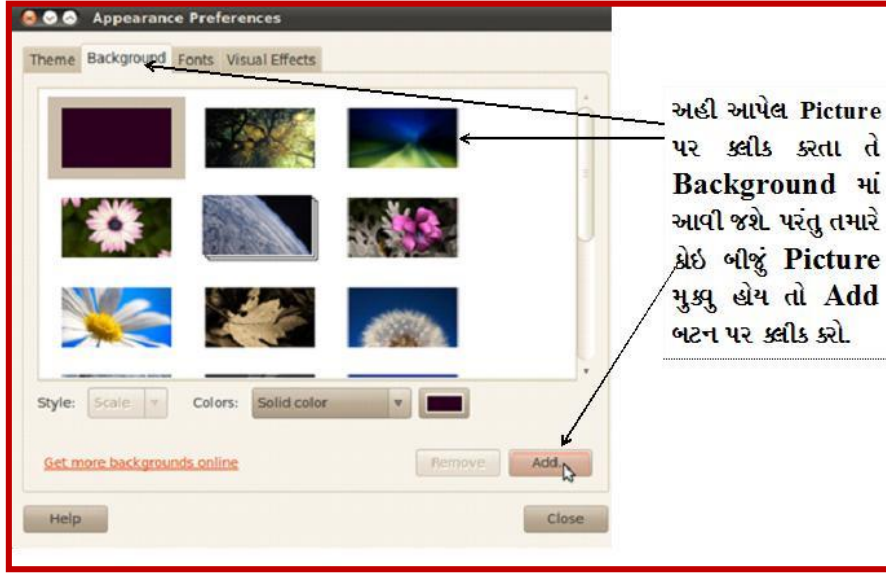 Appearance Preferences
Theme Background Fonts Visual Effects
અહી આપેલ Picture
પર ક્લીક કરતા તે
Background માં
આવી જશે. પરંતુ તમારે
કોઇ બીજું Picture
મુક્વુ હોય તો Add
બટન પર ક્લીક કરો.
Style: Scale Colors: Solid color
Get more backgrounds online Remove Add...
Help Close